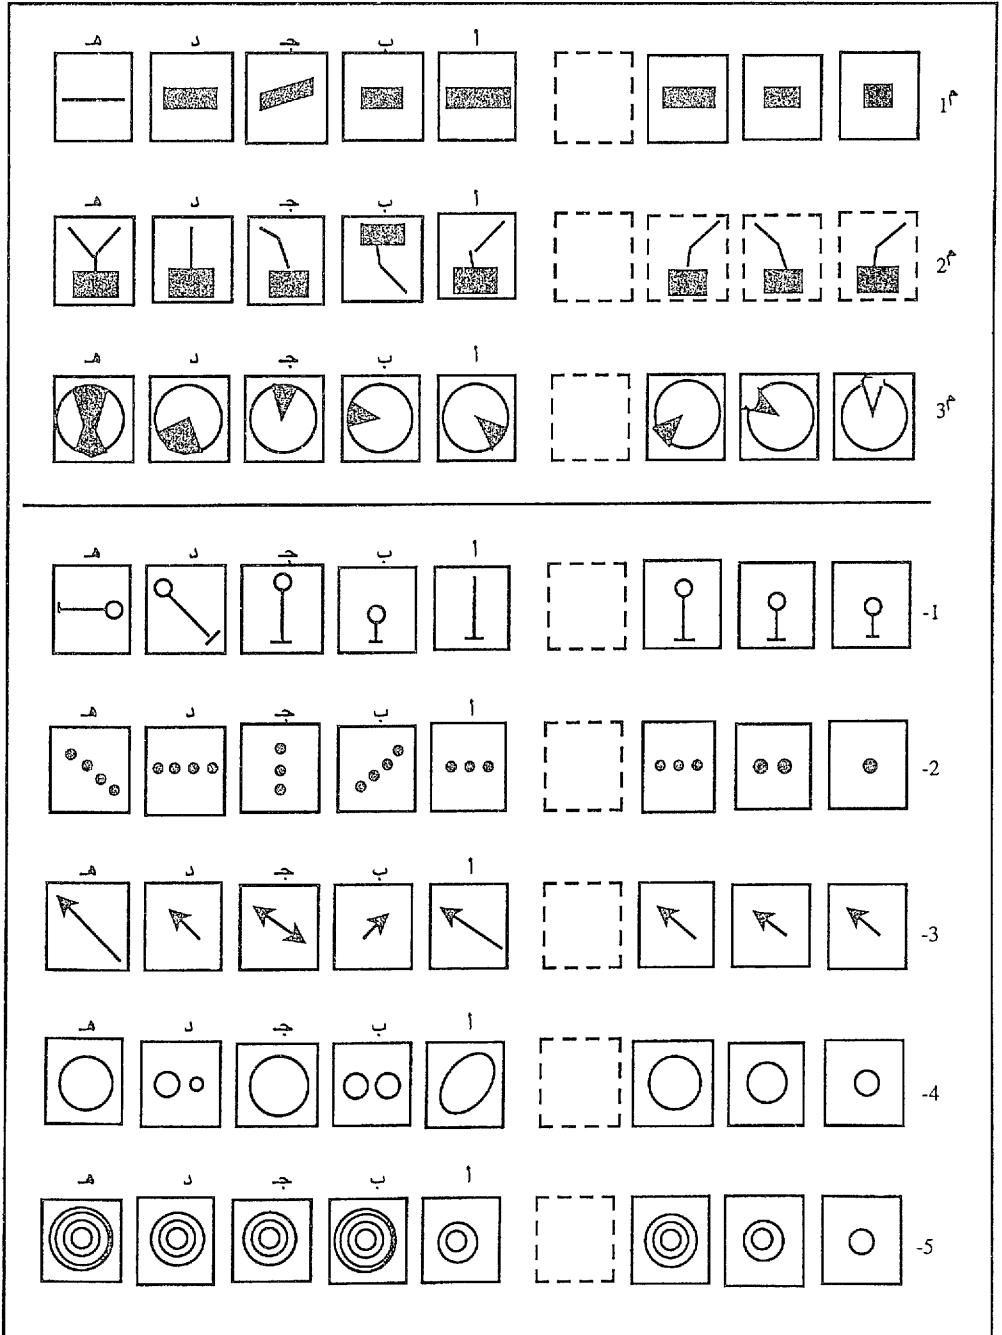 أ ب جـ د هـ
م1
أ ب جـ د هـ
م2
أ ب جـ د هـ
م3
أ ب جـ د هـ
1-
أ ب جـ د هـ
2-
أ ب جـ د هـ
3-
أ ب جـ د هـ
4-
أ ب جـ د هـ
5-